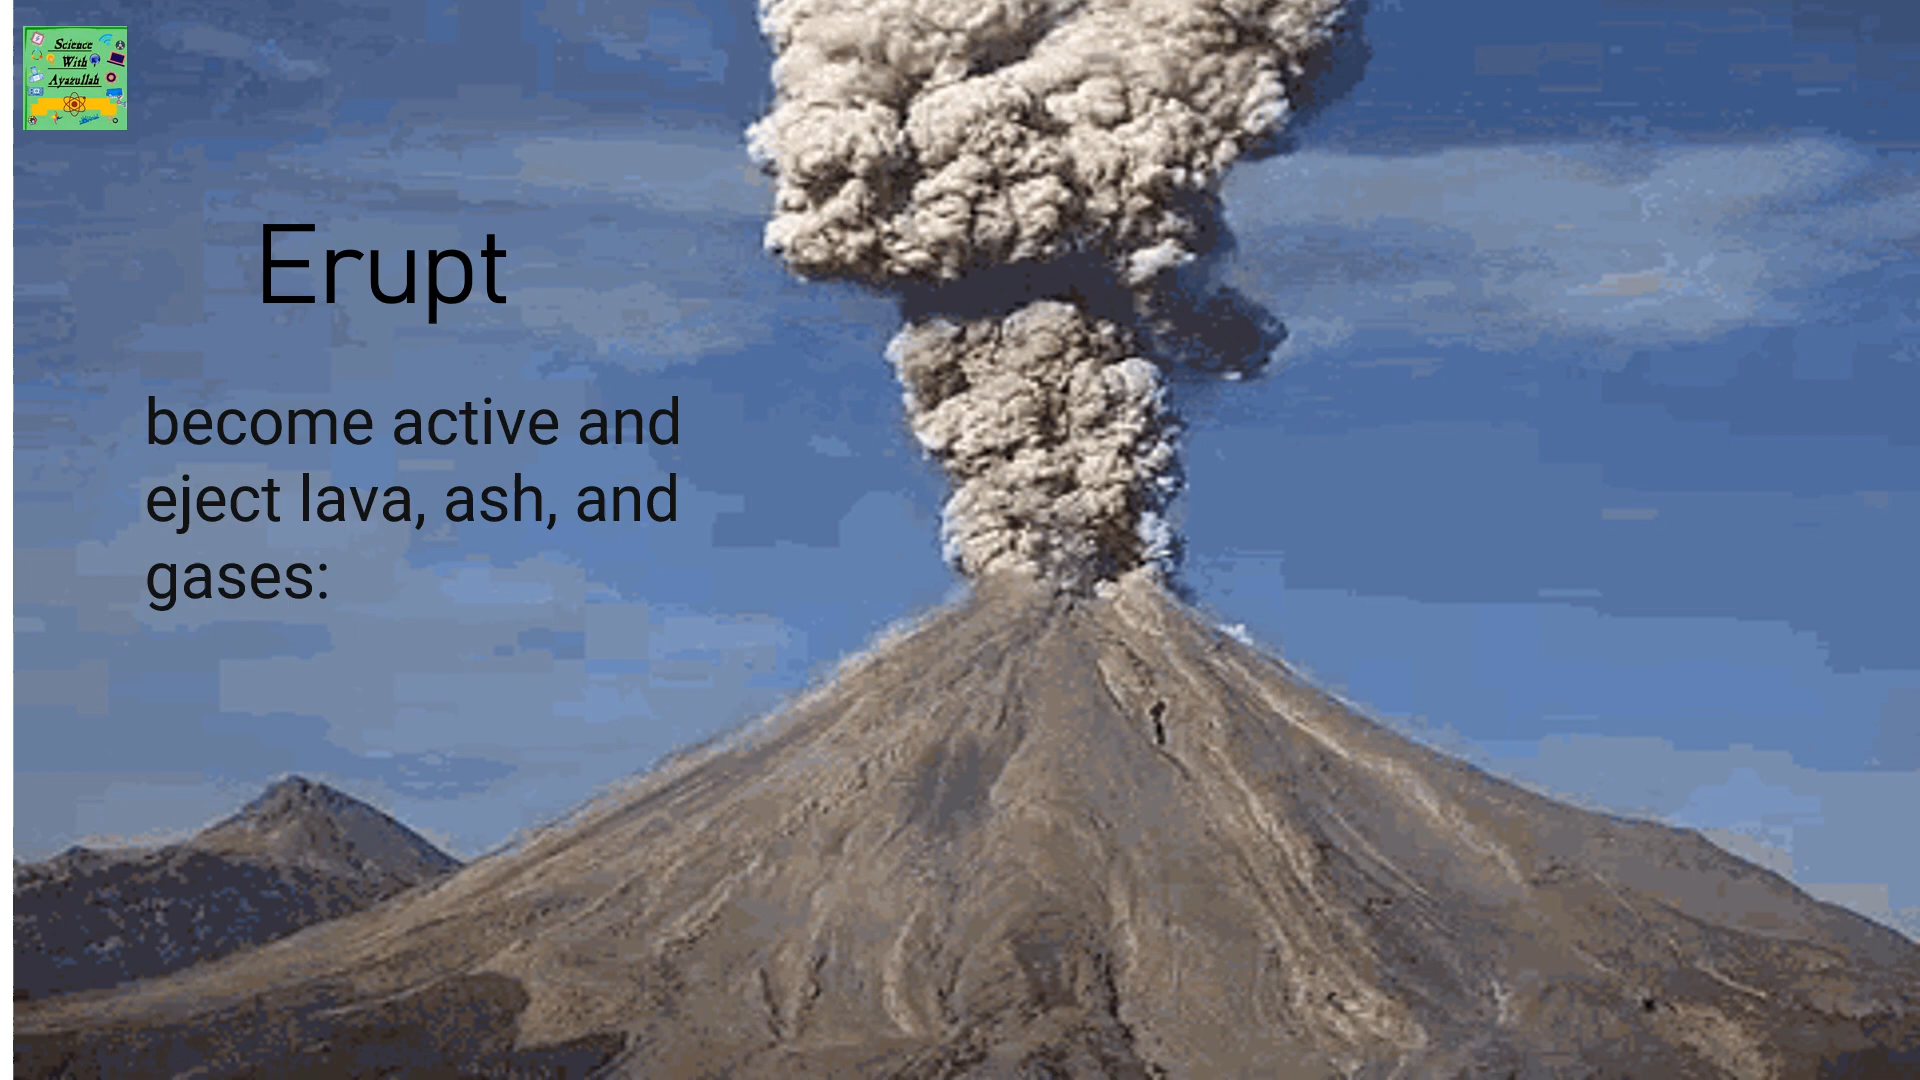 Science
With
Ayazullah
Erupt
become active and
eject lava, ash, and
gases: